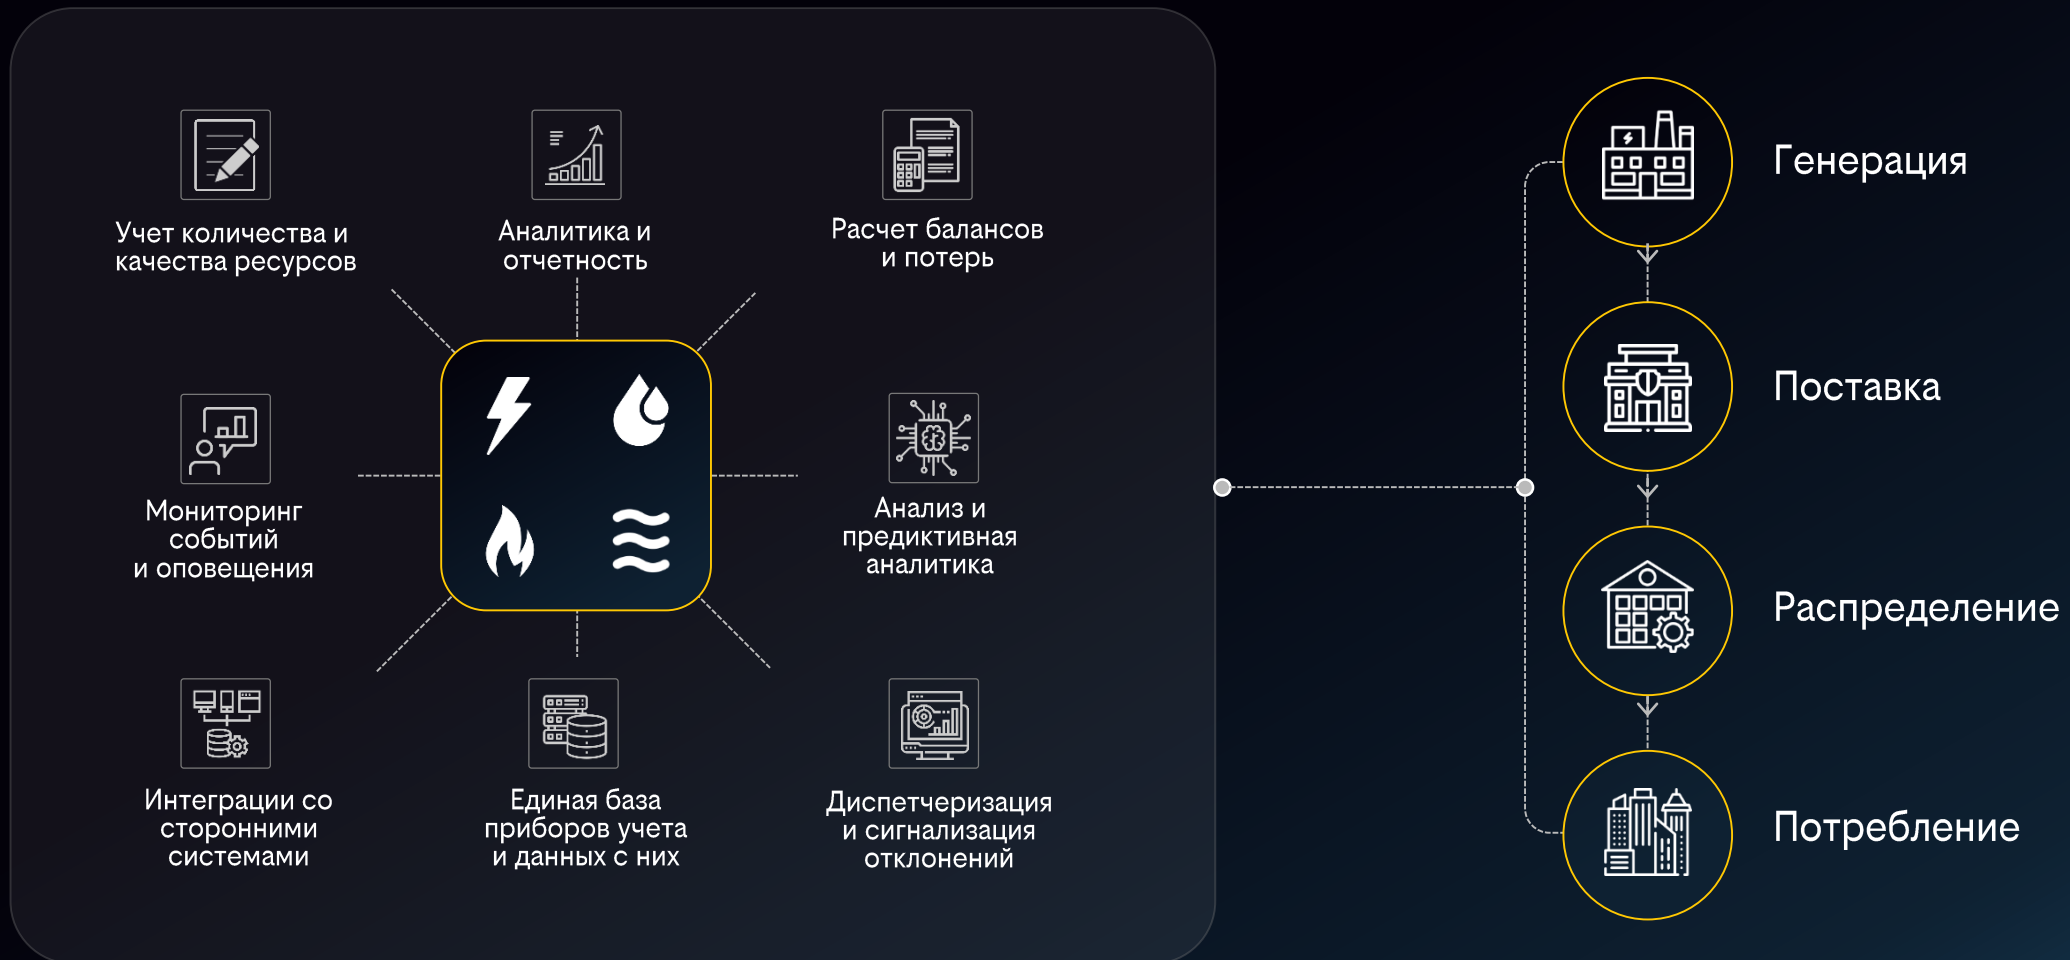 Учет количества и
качества ресурсов
Аналитика и
отчетность
Расчет балансов
и потерь
Мониторинг
событий
и оповещения
Анализ и
предиктивная
аналитика
Интеграции со
сторонними
системами
Единая база
приборов учета
и данных с них
Диспетчеризация
и сигнализация
отклонений
Генерация
Поставка
Распределение
Потребление